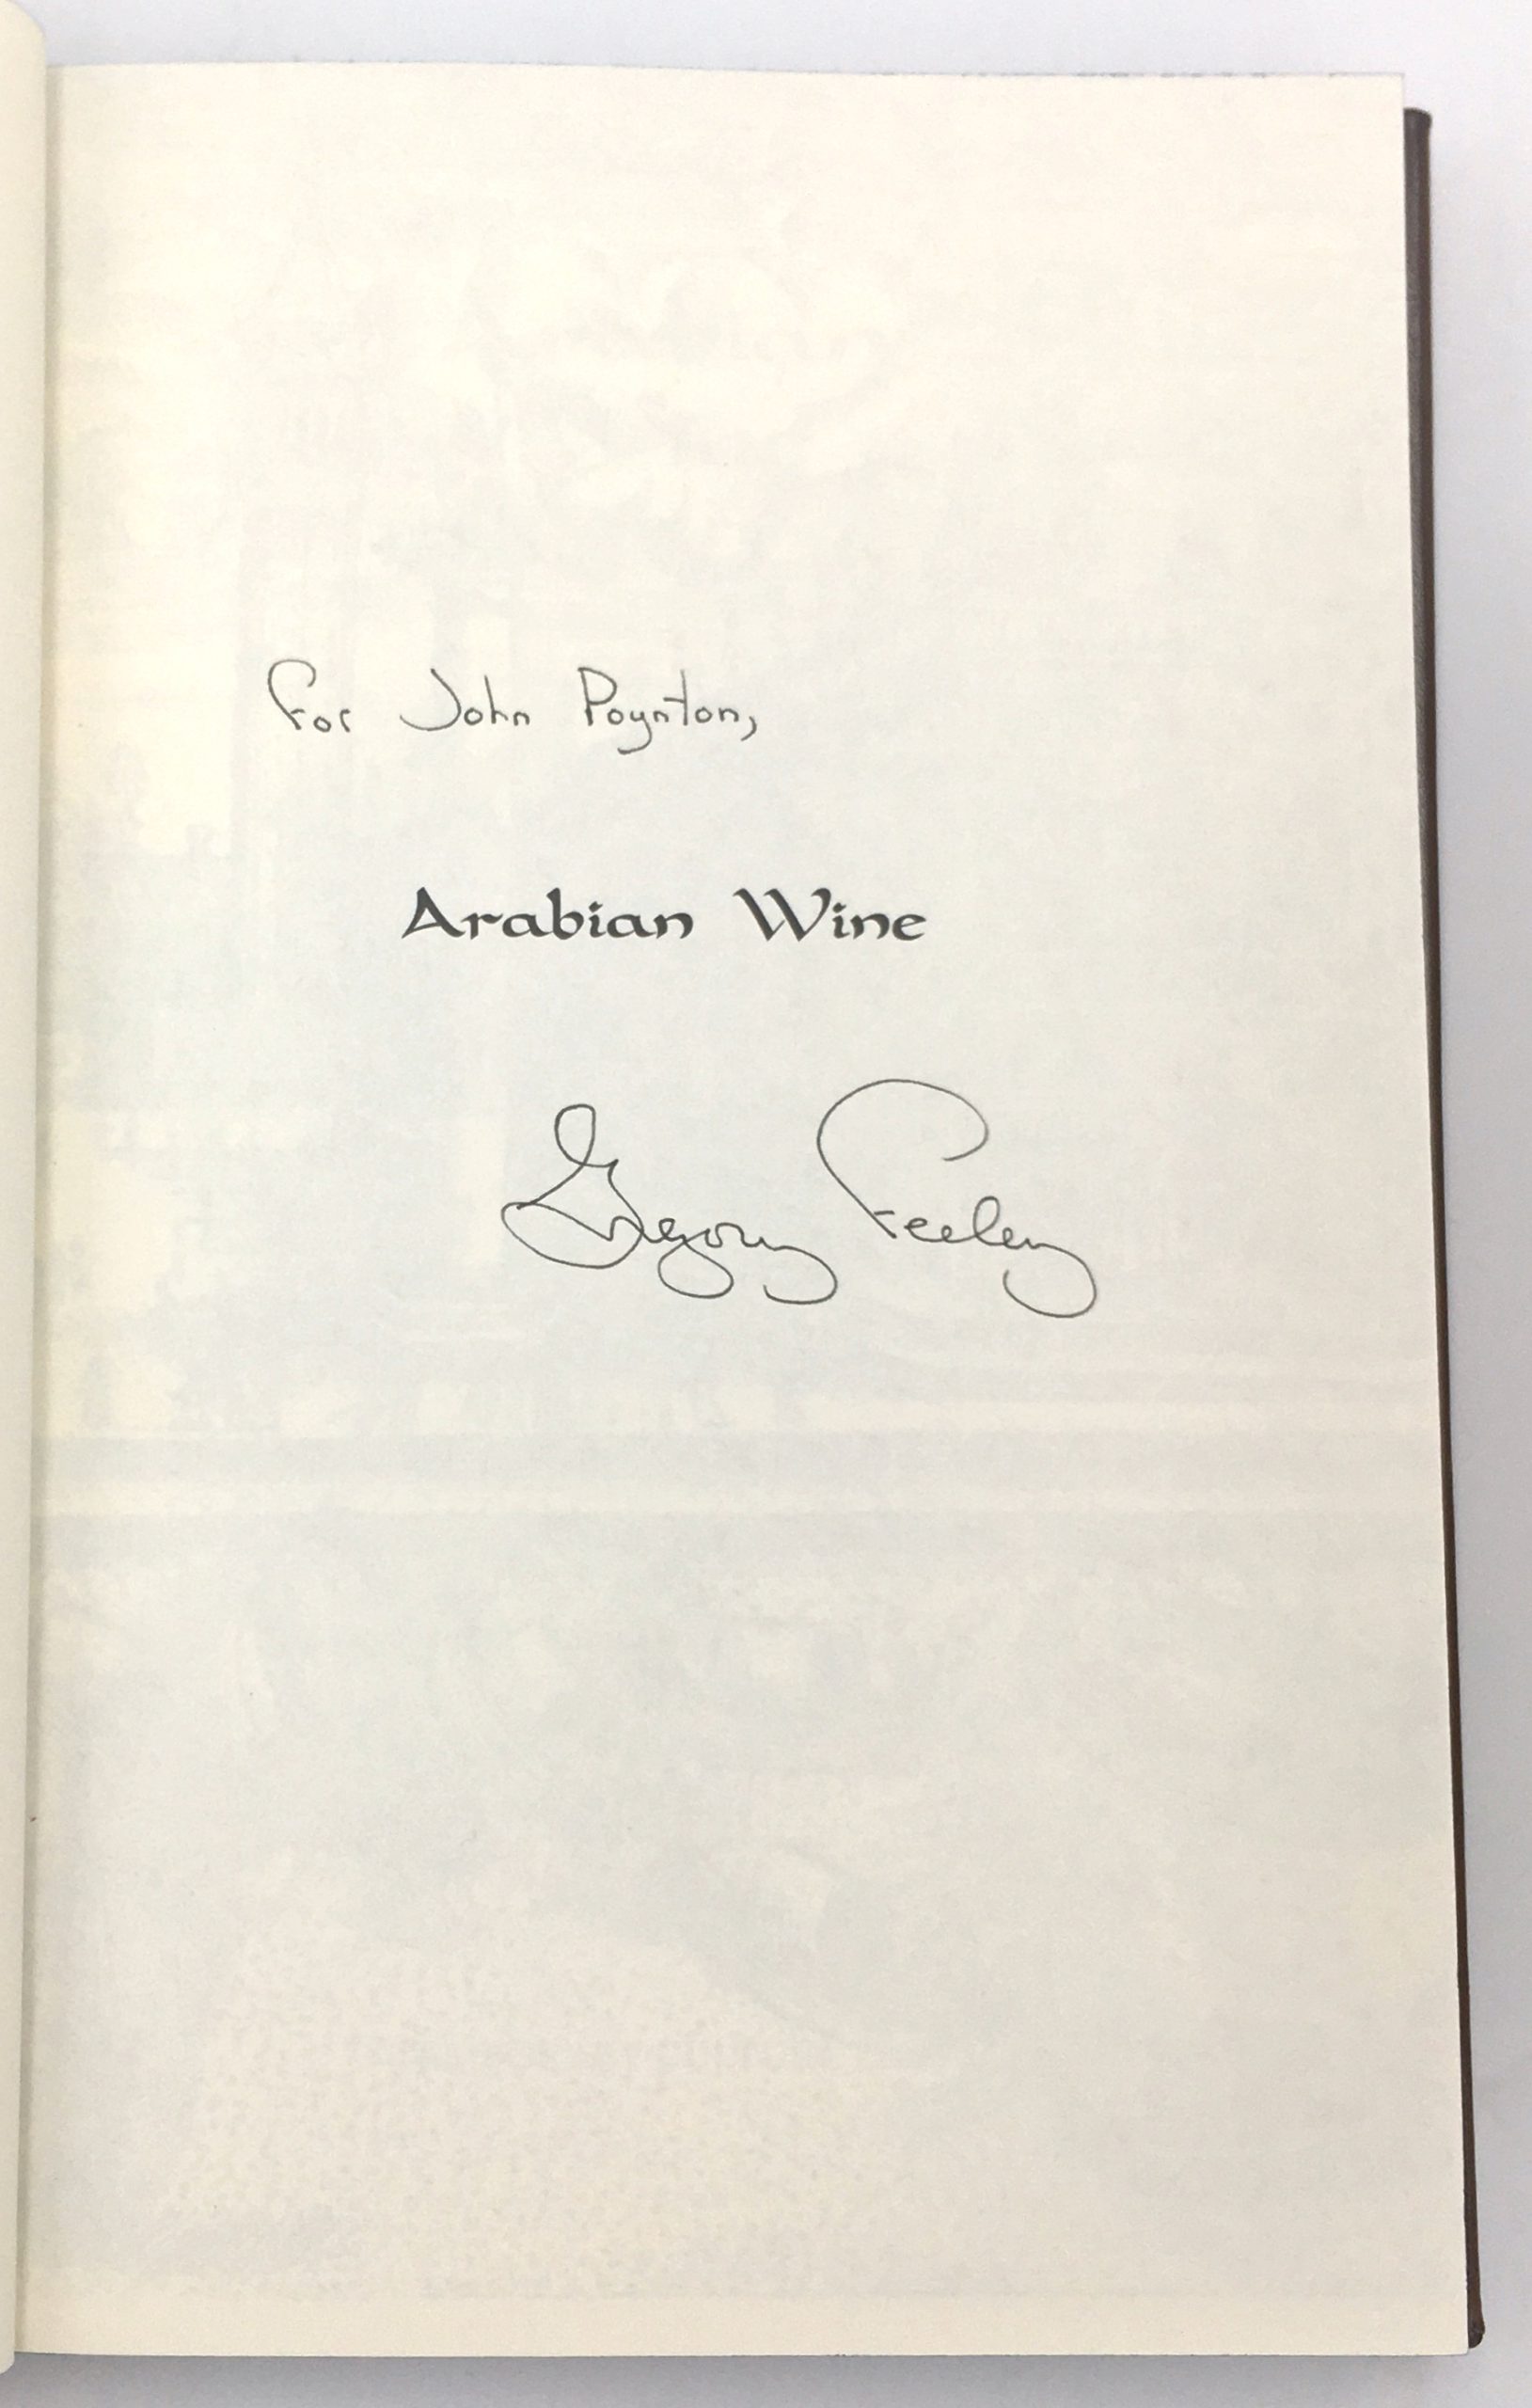 For John Poynton,
Arabian Wine
Gregory Feeley